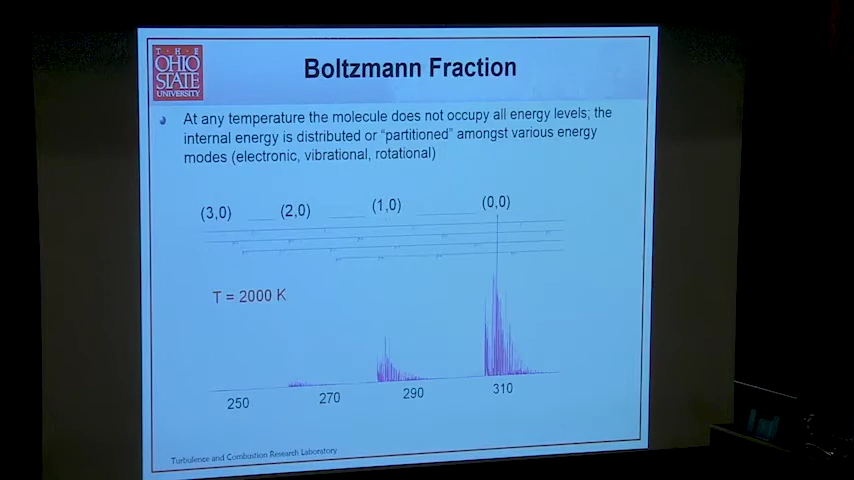 T · H · E
OHIO
STATE
UNIVERSITY
Boltzmann Fraction
At any temperature the molecule does not occupy all energy levels; the
internal energy is distributed or “partitioned” amongst various energy
modes (electronic, vibrational, rotational)
(3,0) (2,0) (1,0) (0,0)
T = 2000 K
250 270 290 310
Turbulence and Combustion Research Laboratory